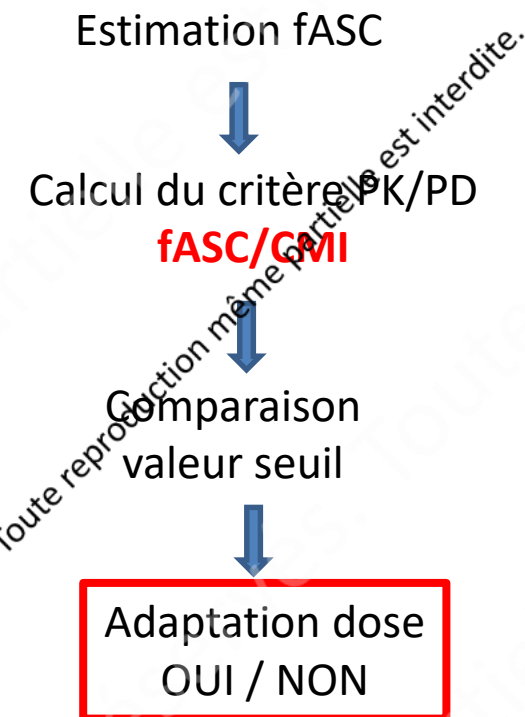 Estimation fASC
Calcul du critère PK/PD
fASC/CMI
Comparaison
valeur seuil
Adaptation dose
OUI / NON
Toute reproduction même partielle est interdite.